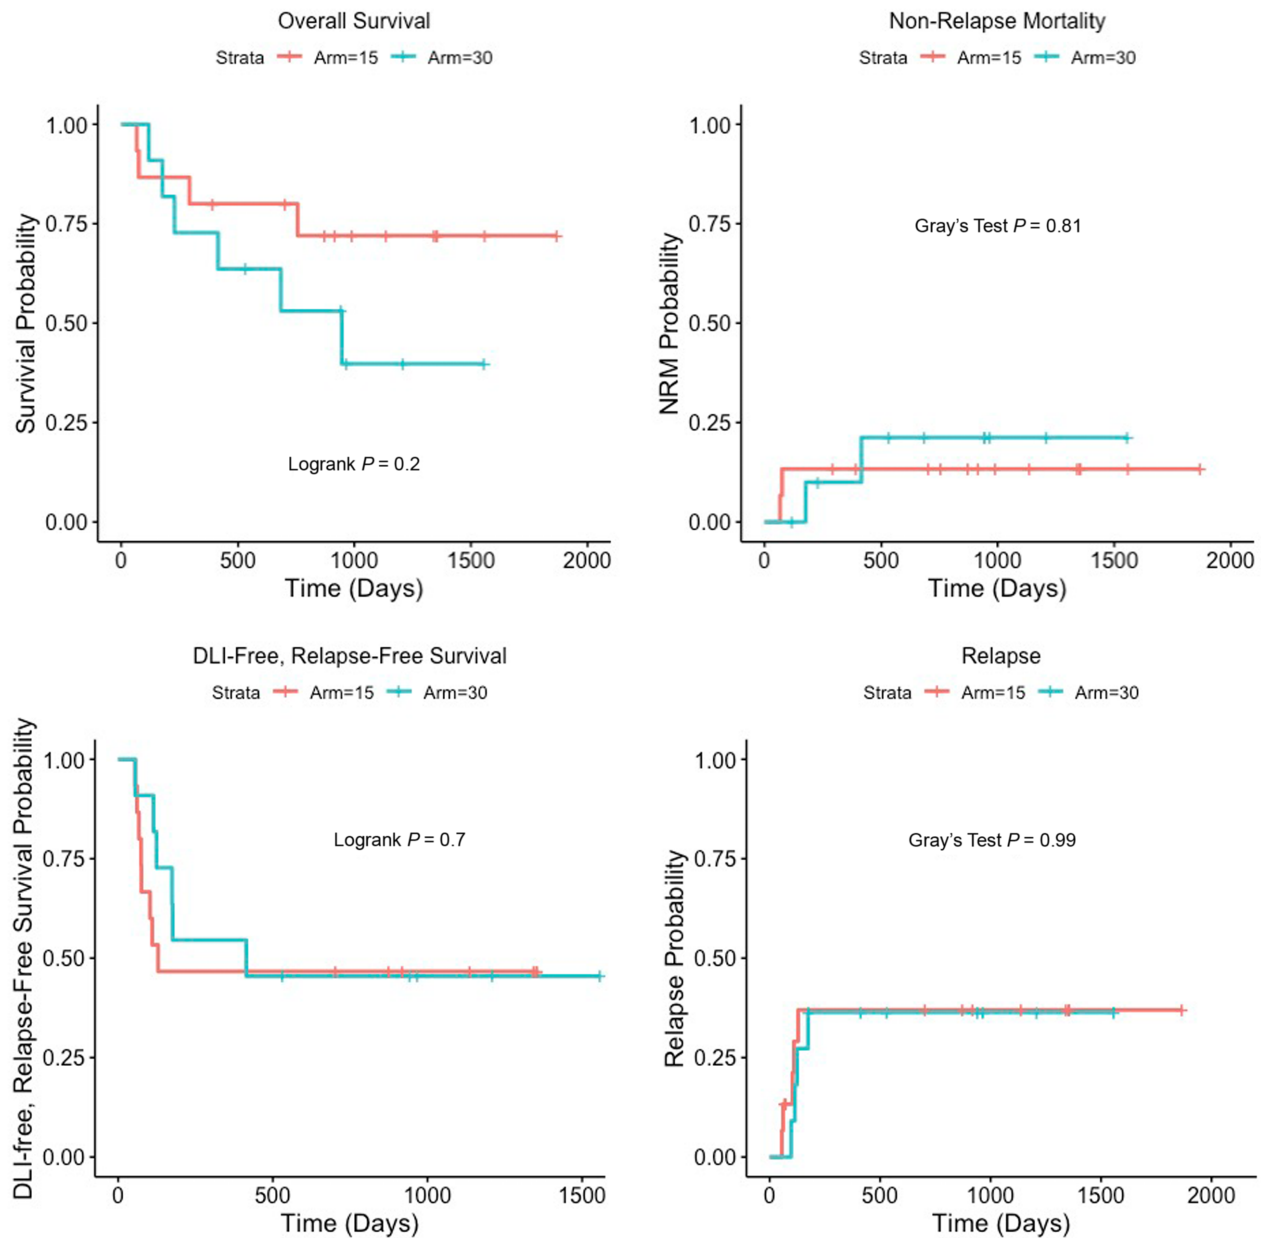 Overall Survival
Strata Arm=15 Arm=30
Survivial Probability
1.00
0.75
0.50
0.25
0.00
Logrank P = 0.2
0 500 1000 1500 2000
Time (Days)
Non-Relapse Mortality
Strata Arm=15 Arm=30
NRM Probability
1.00
0.75
0.50
0.25
0.00
Gray's Test P = 0.81
0 500 1000 1500 2000
Time (Days)
DLI-Free, Relapse-Free Survival
Strata Arm=15 Arm=30
DLI-free, Relapse-Free Survival Probability
1.00
0.75
0.50
0.25
0.00
Logrank P = 0.7
0 500 1000 1500
Time (Days)
Relapse
Strata Arm=15 Arm=30
Relapse Probability
1.00
0.75
0.50
0.25
0.00
Gray's Test P = 0.99
0 500 1000 1500 2000
Time (Days)